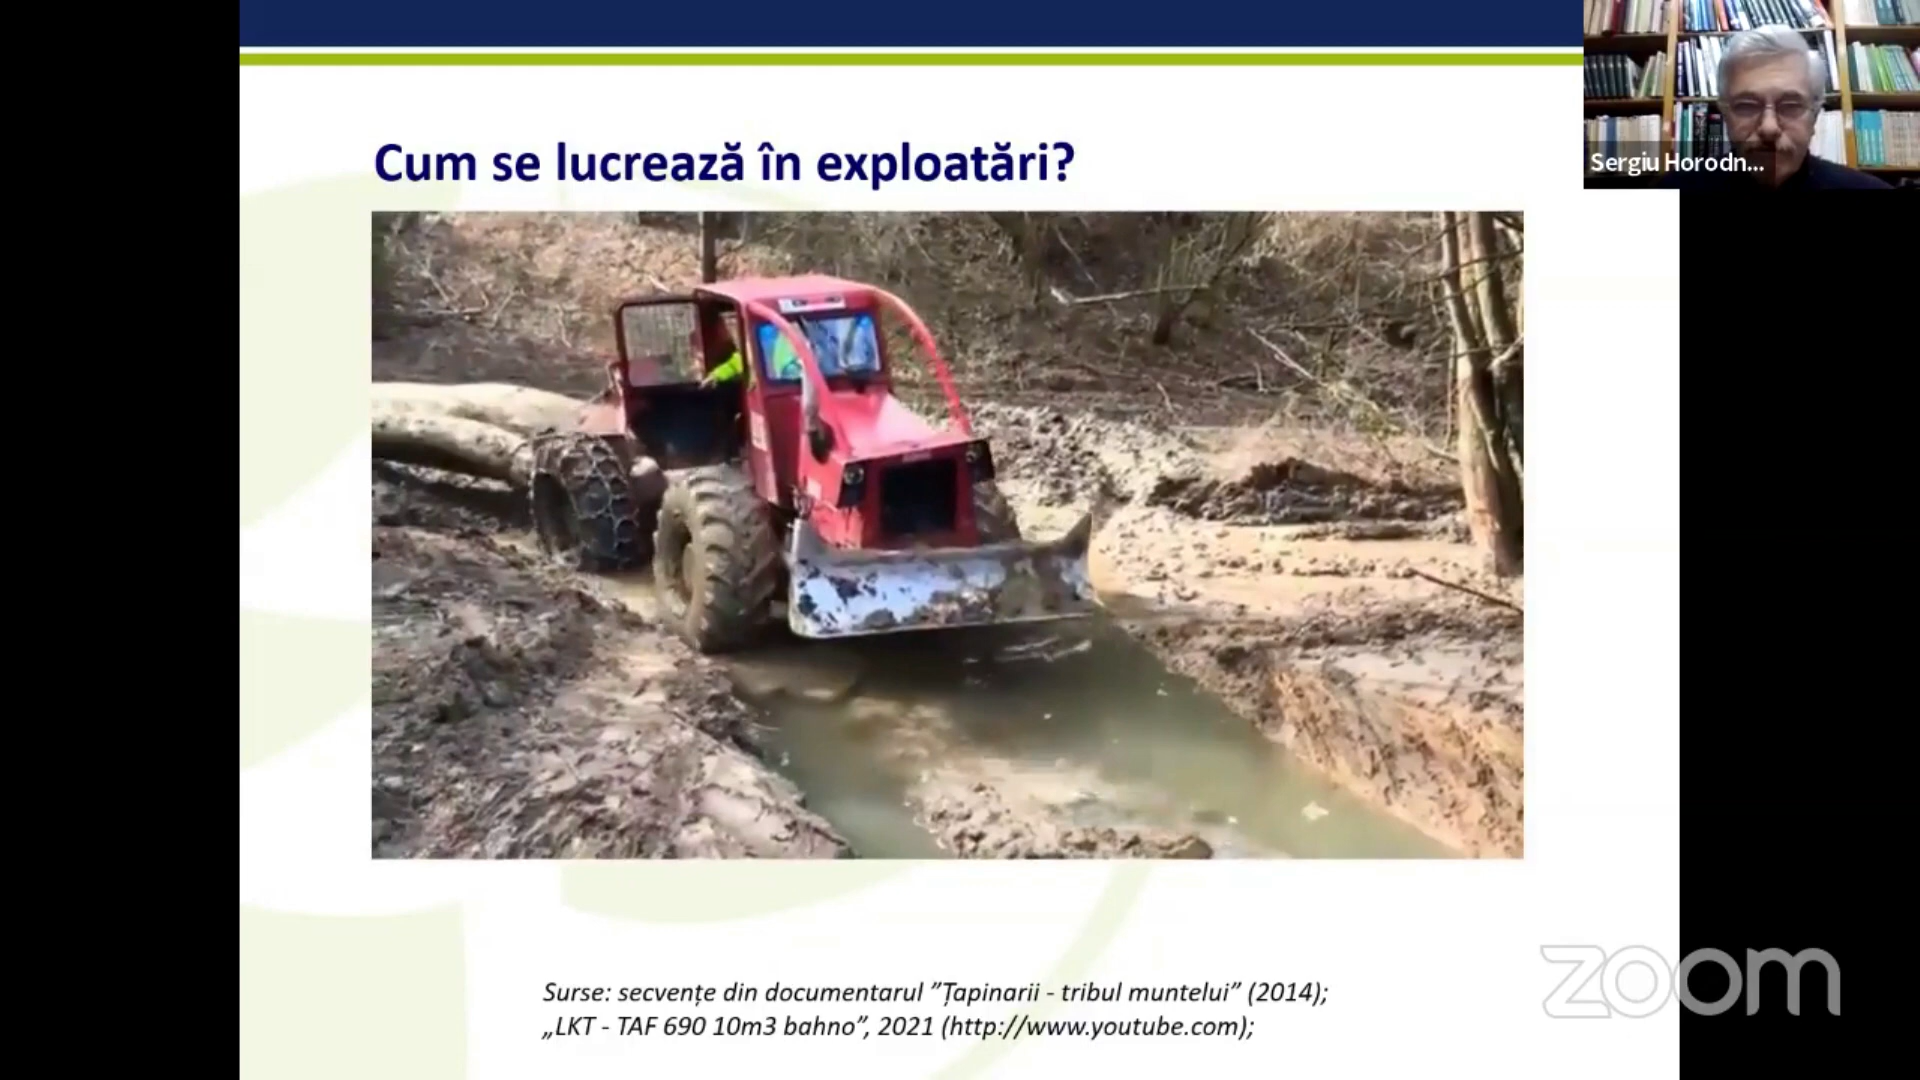 Cum se lucrează în exploatări?
Sergiu Horodn...
Surse: secvențe din documentarul ”Țapinarii - tribul muntelui” (2014);
„LKT - TAF 690 10m3 bahno”, 2021 (http://www.youtube.com);
zoom